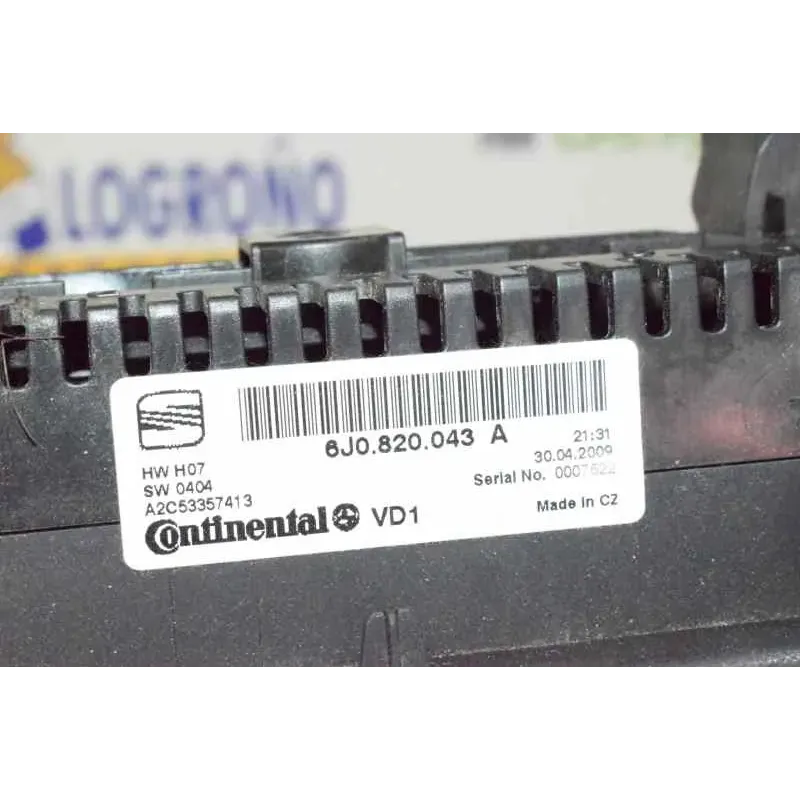 LOGROÑO
6J0.820.043 A
21:31
30.04.2009
HW H07
SW 0404
Serial No. 0007622
A2C53357413
Made in CZ
Continental VD1